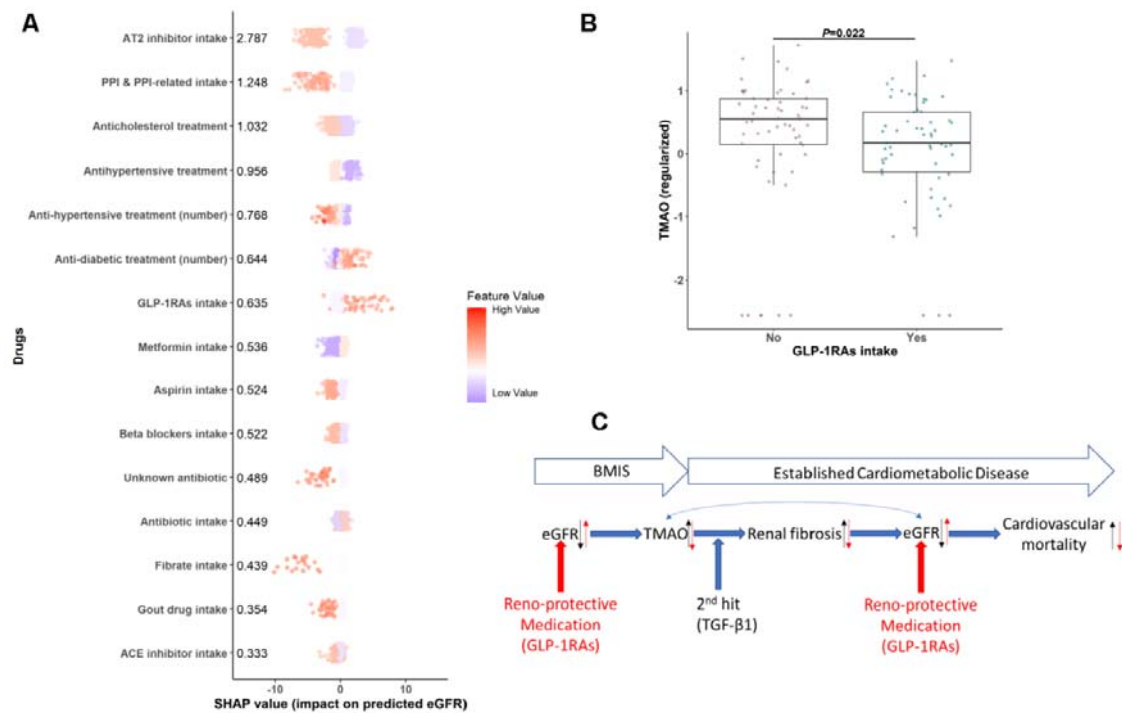 A
AT2 inhibitor intake 2.787
PPI & PPI-related intake 1.248
Anticholesterol treatment 1.032
Antihypertensive treatment 0.956
Anti-hypertensive treatment (number) 0.768
Anti-diabetic treatment (number) 0.644
GLP-1RAs intake 0.635
Metformin intake 0.536
Aspirin intake 0.524
Beta blockers intake 0.522
Unknown antibiotic 0.489
Antibiotic intake 0.449
Fibrate intake 0.439
Gout drug intake 0.354
ACE inhibitor intake 0.333
Drugs
-10 0 10
SHAP value (impact on predicted eGFR)
Feature Value
High Value
Low Value
B
P=0.022
TMAO (regularized)
1
0
-1
-2
No Yes
GLP-1RAs intake
C
BMIS Established Cardiometabolic Disease
eGFR TMAO Renal fibrosis eGFR Cardiovascular
mortality
Reno-protective
Medication
(GLP-1RAs)
2nd hit
(TGF-β1)
Reno-protective
Medication
(GLP-1RAs)